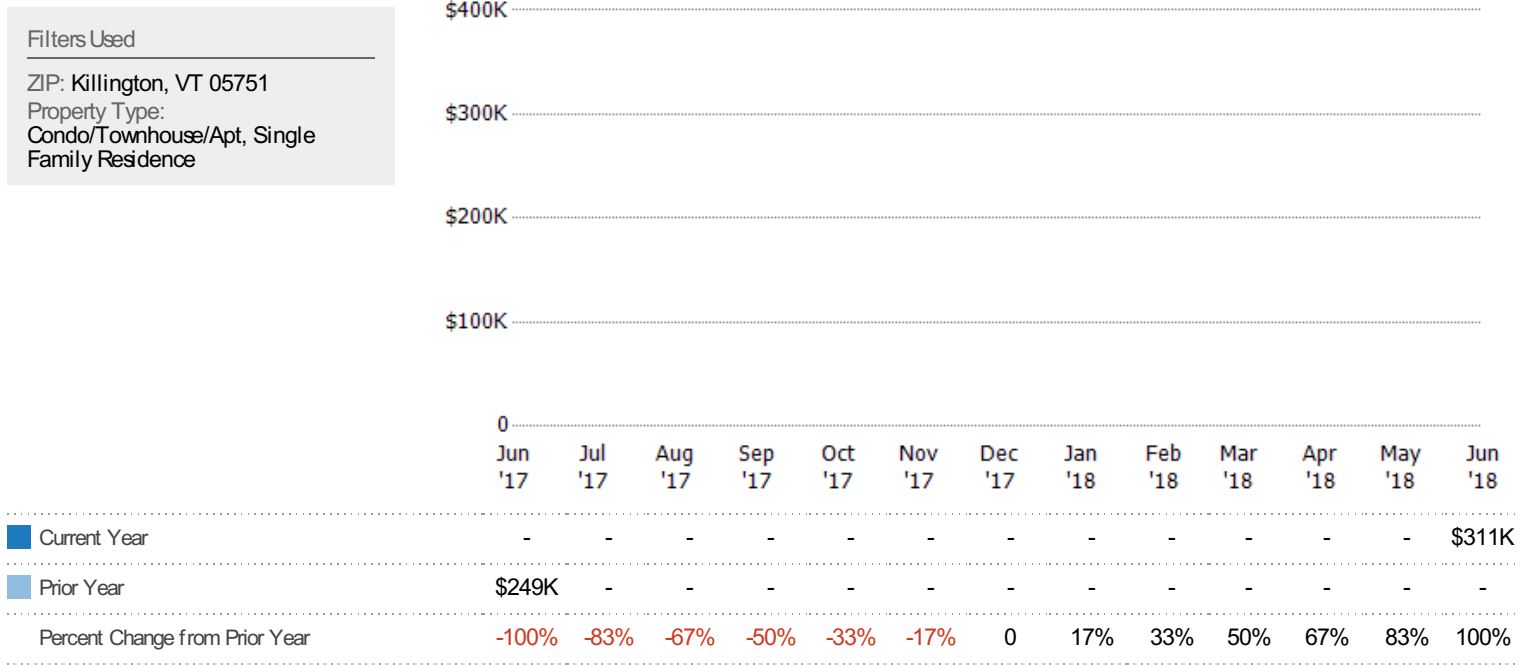 Filters Used
ZIP: Killington, VT 05751
Property Type:
Condo/Townhouse/Apt, Single
Family Residence
$400K
$300K
$200K
$100K
0
Jun Jul Aug Sep Oct Nov Dec Jan Feb Mar Apr May Jun
'17 '17 '17 '17 '17 '17 '17 '18 '18 '18 '18 '18 '18
Current Year - - - - - - - - - - - - $311K
Prior Year $249K - - - - - - - - - - - -
Percent Change from Prior Year -100% -83% -67% -50% -33% -17% 0 17% 33% 50% 67% 83% 100%